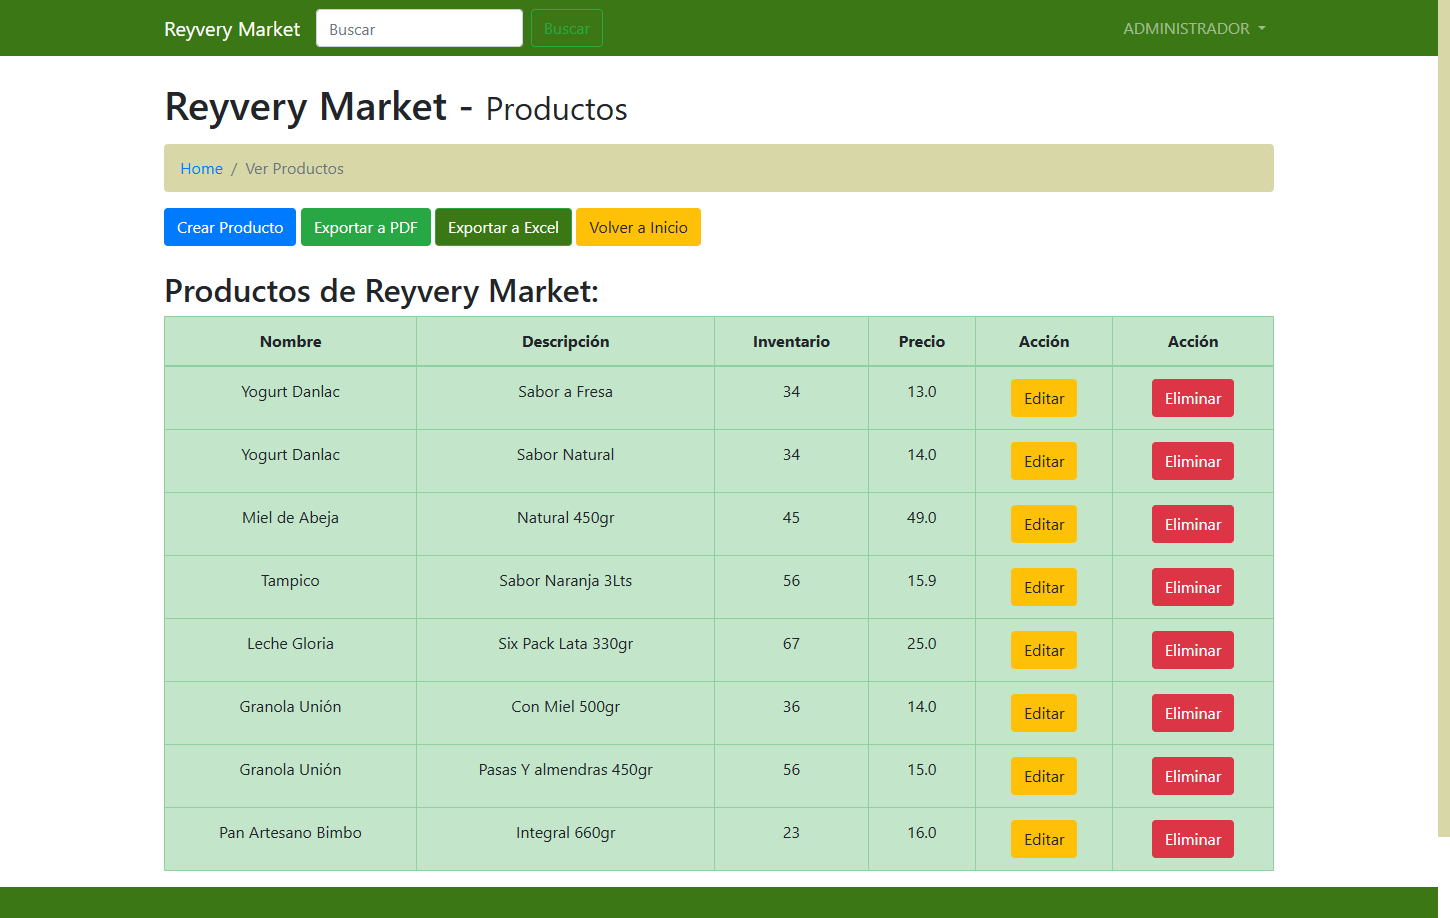 Reyvery Market Buscar Buscar ADMINISTRADOR
Reyvery Market - Productos
Home / Ver Productos
Crear Producto Exportar a PDF Exportar a Excel Volver a Inicio
Productos de Reyvery Market:
Nombre Descripción Inventario Precio Acción Acción
Yogurt Danlac Sabor a Fresa 34 13.0 Editar Eliminar
Yogurt Danlac Sabor Natural 34 14.0 Editar Eliminar
Miel de Abeja Natural 450gr 45 49.0 Editar Eliminar
Tampico Sabor Naranja 3Lts 56 15.9 Editar Eliminar
Leche Gloria Six Pack Lata 330gr 67 25.0 Editar Eliminar
Granola Unión Con Miel 500gr 36 14.0 Editar Eliminar
Granola Unión Pasas Y almendras 450gr 56 15.0 Editar Eliminar
Pan Artesano Bimbo Integral 660gr 23 16.0 Editar Eliminar